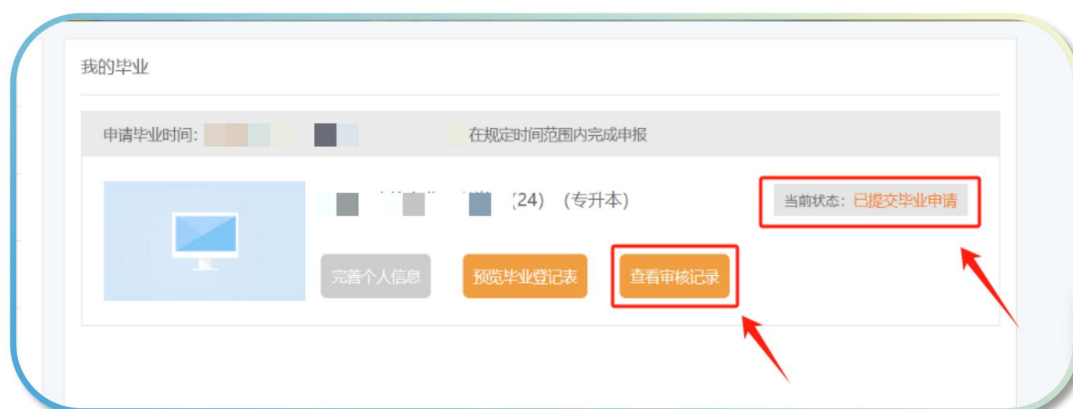 我的毕业
申请毕业时间:
在规定时间范围内完成申报
(24) (专升本)
当前状态: 已提交毕业申请
完善个人信息
预览毕业登记表
查看审核记录